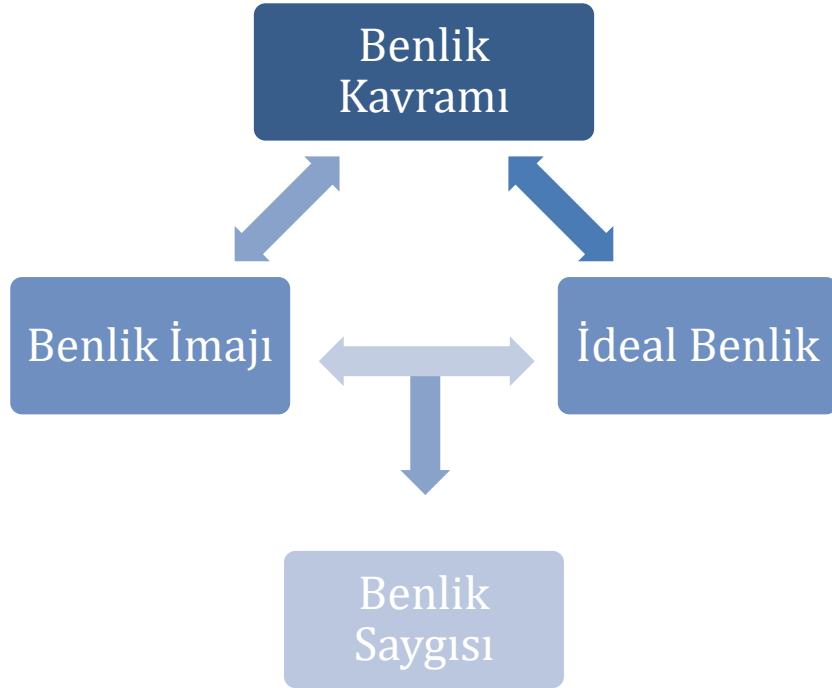 Benlik
Kavramı
Benlik İmajı
İdeal Benlik
Benlik
Saygısı